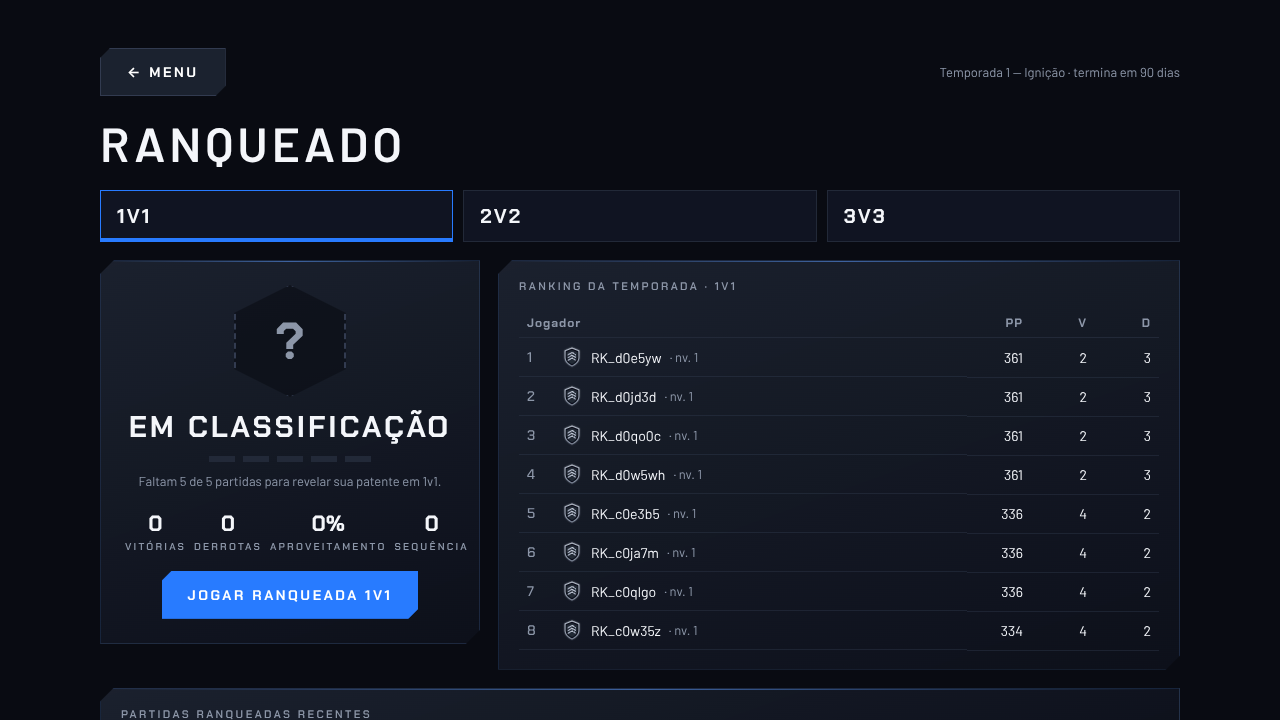 ← MENU
Temporada 1 — Ignição · termina em 90 dias
RANQUEADO
1V1
2V2
3V3
?
EM CLASSIFICAÇÃO
Faltam 5 de 5 partidas para revelar sua patente em 1v1.
0 0 0% 0
VITÓRIAS DERROTAS APROVEITAMENTO SEQUÊNCIA
JOGAR RANQUEADA 1V1
RANKING DA TEMPORADA · 1V1
Jogador PP V D
1 RK_d0e5yw · nv. 1 361 2 3
2 RK_d0jd3d · nv. 1 361 2 3
3 RK_d0qo0c · nv. 1 361 2 3
4 RK_d0w5wh · nv. 1 361 2 3
5 RK_c0e3b5 · nv. 1 336 4 2
6 RK_c0ja7m · nv. 1 336 4 2
7 RK_c0qlgo · nv. 1 336 4 2
8 RK_c0w35z · nv. 1 334 4 2
PARTIDAS RANQUEADAS RECENTES